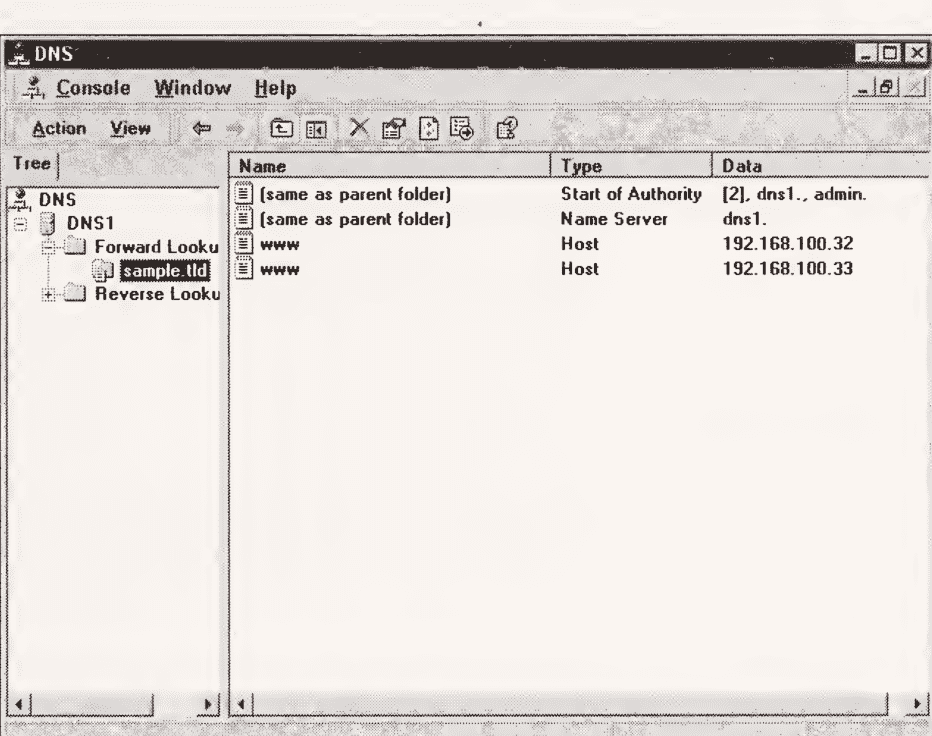 DNS
Console Window Help
Action View
Tree
Name Type Data
DNS
DNS1
Forward Looku
sample.tld
Reverse Looku
(same as parent folder) Start of Authority [2], dns1., admin.
(same as parent folder) Name Server dns1.
www Host 192.168.100.32
www Host 192.168.100.33